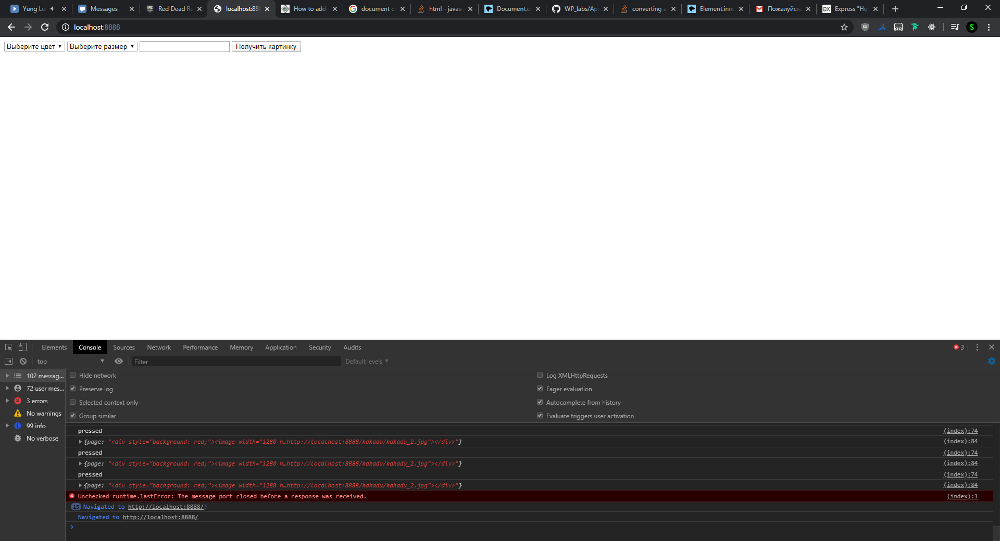 Yung Le
Messages
Red Dead Re
localhost:88
How to add
document c
html - javasc
Document.c
WP_labs/Ap
converting a
Element.inne
Пожалуйста
Express "Hel
localhost:8888
Выберите цвет
Выберите размер
Получить картинку
Elements
Console
Sources
Network
Performance
Memory
Application
Security
Audits
3
top
Filter
Default levels
102 messag...
72 user mes...
3 errors
No warnings
99 info
No verbose
Hide network
Log XMLHttpRequests
Preserve log
Eager evaluation
Selected context only
Autocomplete from history
Group similar
Evaluate triggers user activation
pressed (index):74
{page: "<div style="background: red;"><image width="1280 h…http://localhost:8888/kakadu/kakadu_2.jpg"></div>"} (index):84
pressed (index):74
{page: "<div style="background: red;"><image width="1280 h…http://localhost:8888/kakadu/kakadu_2.jpg"></div>"} (index):84
pressed (index):74
{page: "<div style="background: red;"><image width="1280 h…http://localhost:8888/kakadu/kakadu_2.jpg"></div>"} (index):84
Unchecked runtime.lastError: The message port closed before a response was received. (index):1
15 Navigated to http://localhost:8888/?
Navigated to http://localhost:8888/